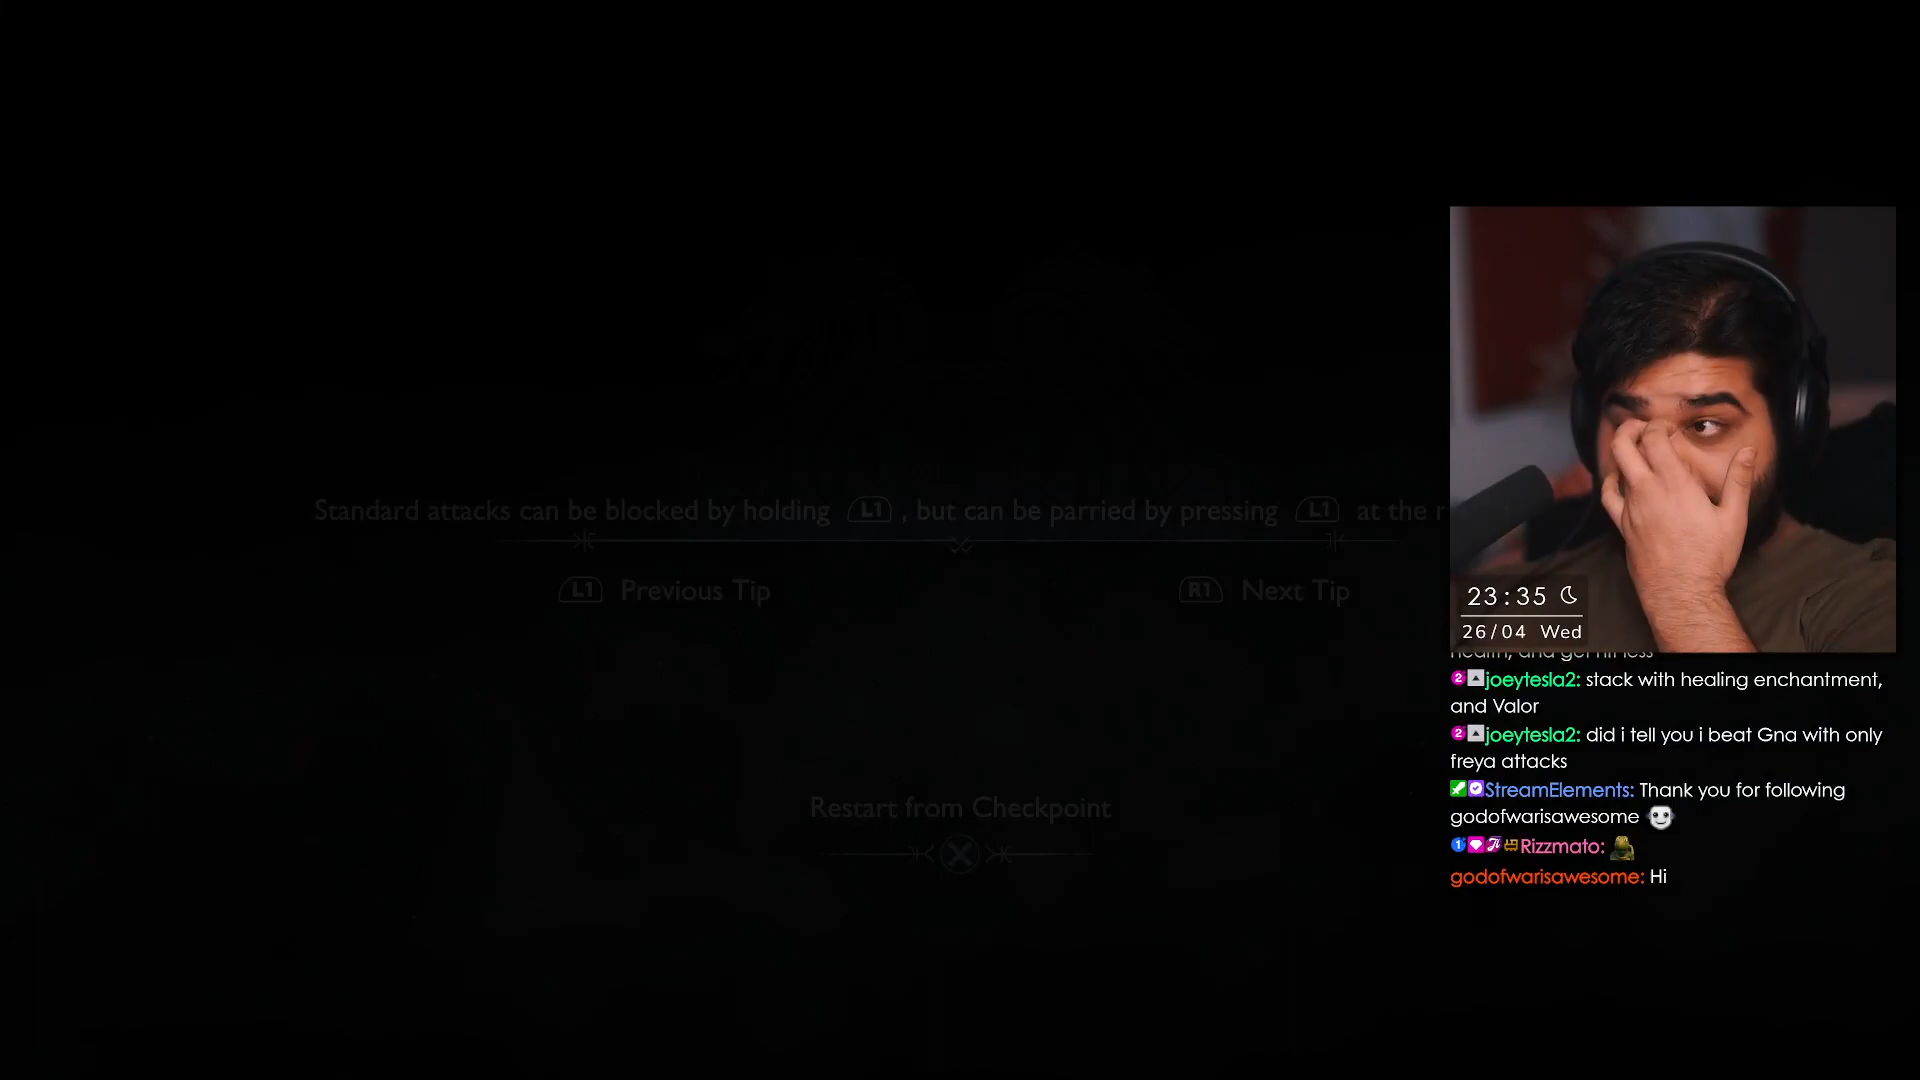 Standard attacks can be blocked by holding L1 , but can be parried by pressing L1 at the
L1 Previous Tip
R1 Next Tip
Restart from Checkpoint
23:35
26/04 Wed
2 joeytesla2: stack with healing enchantment,
and Valor
2 joeytesla2: did i tell you i beat Gna with only
freya attacks
StreamElements: Thank you for following
godofwarisawesome
1 Rizzmato:
godofwarisawesome: Hi